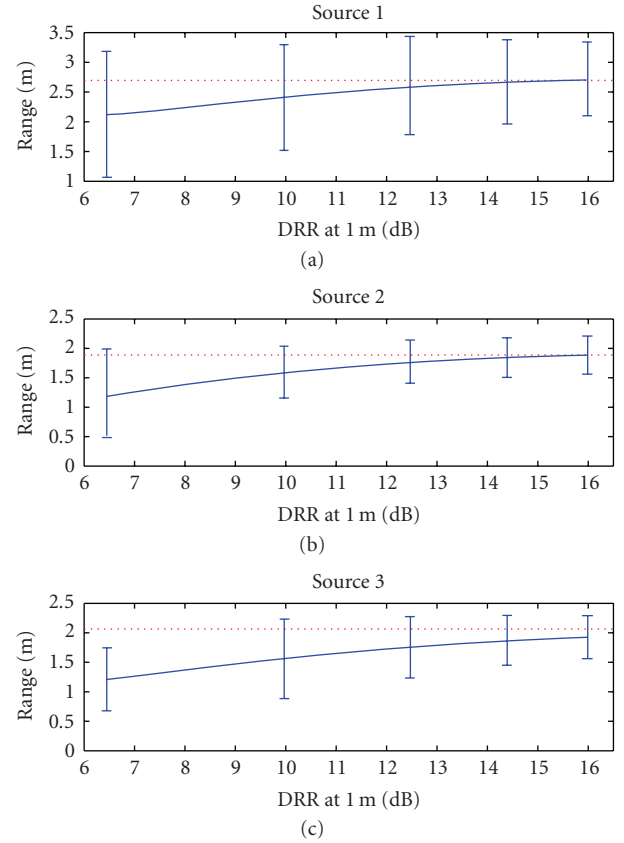 Source 1
3.5
3
2.5
2
1.5
1
Range (m)
6 7 8 9 10 11 12 13 14 15 16
DRR at 1 m (dB)
(a)
Source 2
2.5
2
1.5
1
0.5
0
Range (m)
6 7 8 9 10 11 12 13 14 15 16
DRR at 1 m (dB)
(b)
Source 3
2.5
2
1.5
1
0.5
0
Range (m)
6 7 8 9 10 11 12 13 14 15 16
DRR at 1 m (dB)
(c)